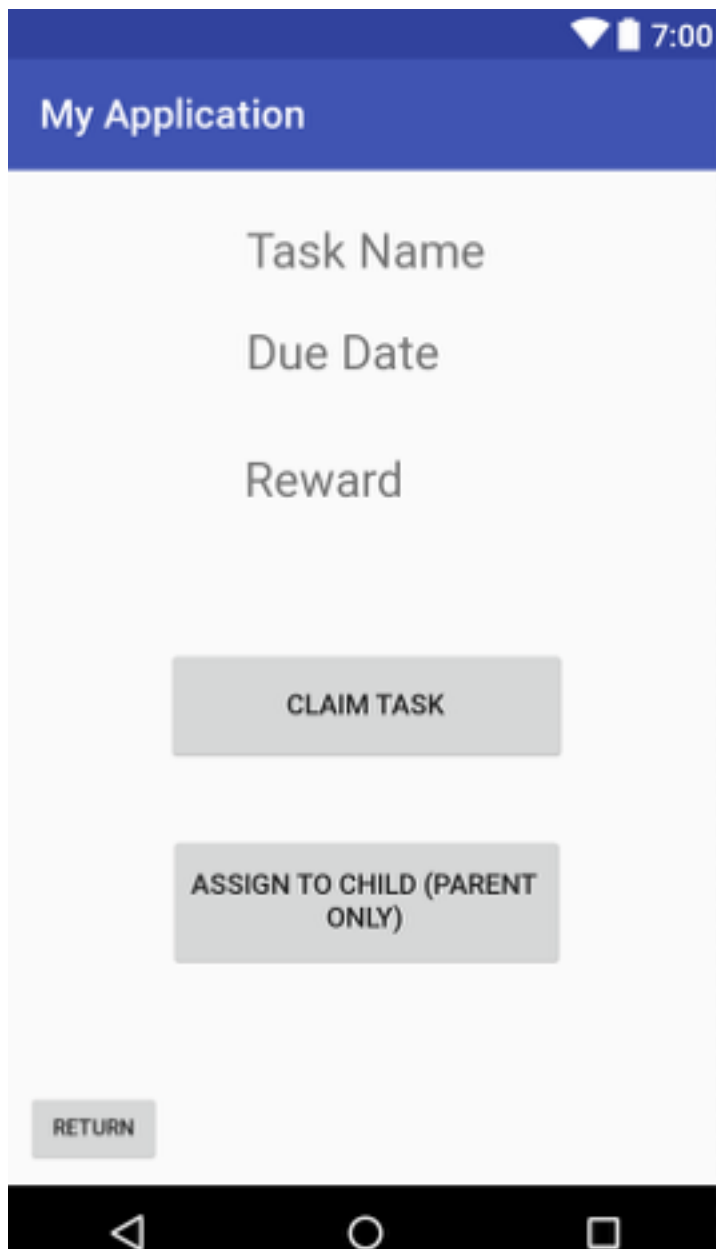 7:00
My Application
Task Name
Due Date
Reward
CLAIM TASK
ASSIGN TO CHILD (PARENT
ONLY)
RETURN